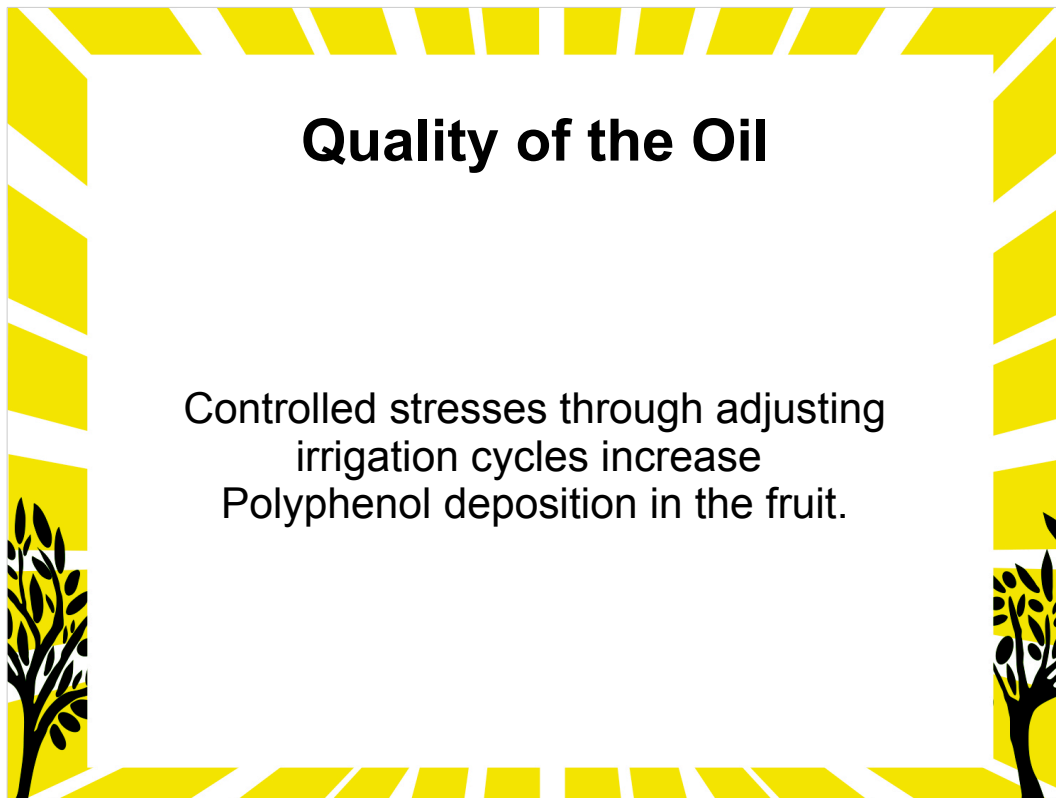 Quality of the Oil
Controlled stresses through adjusting
irrigation cycles increase
Polyphenol deposition in the fruit.